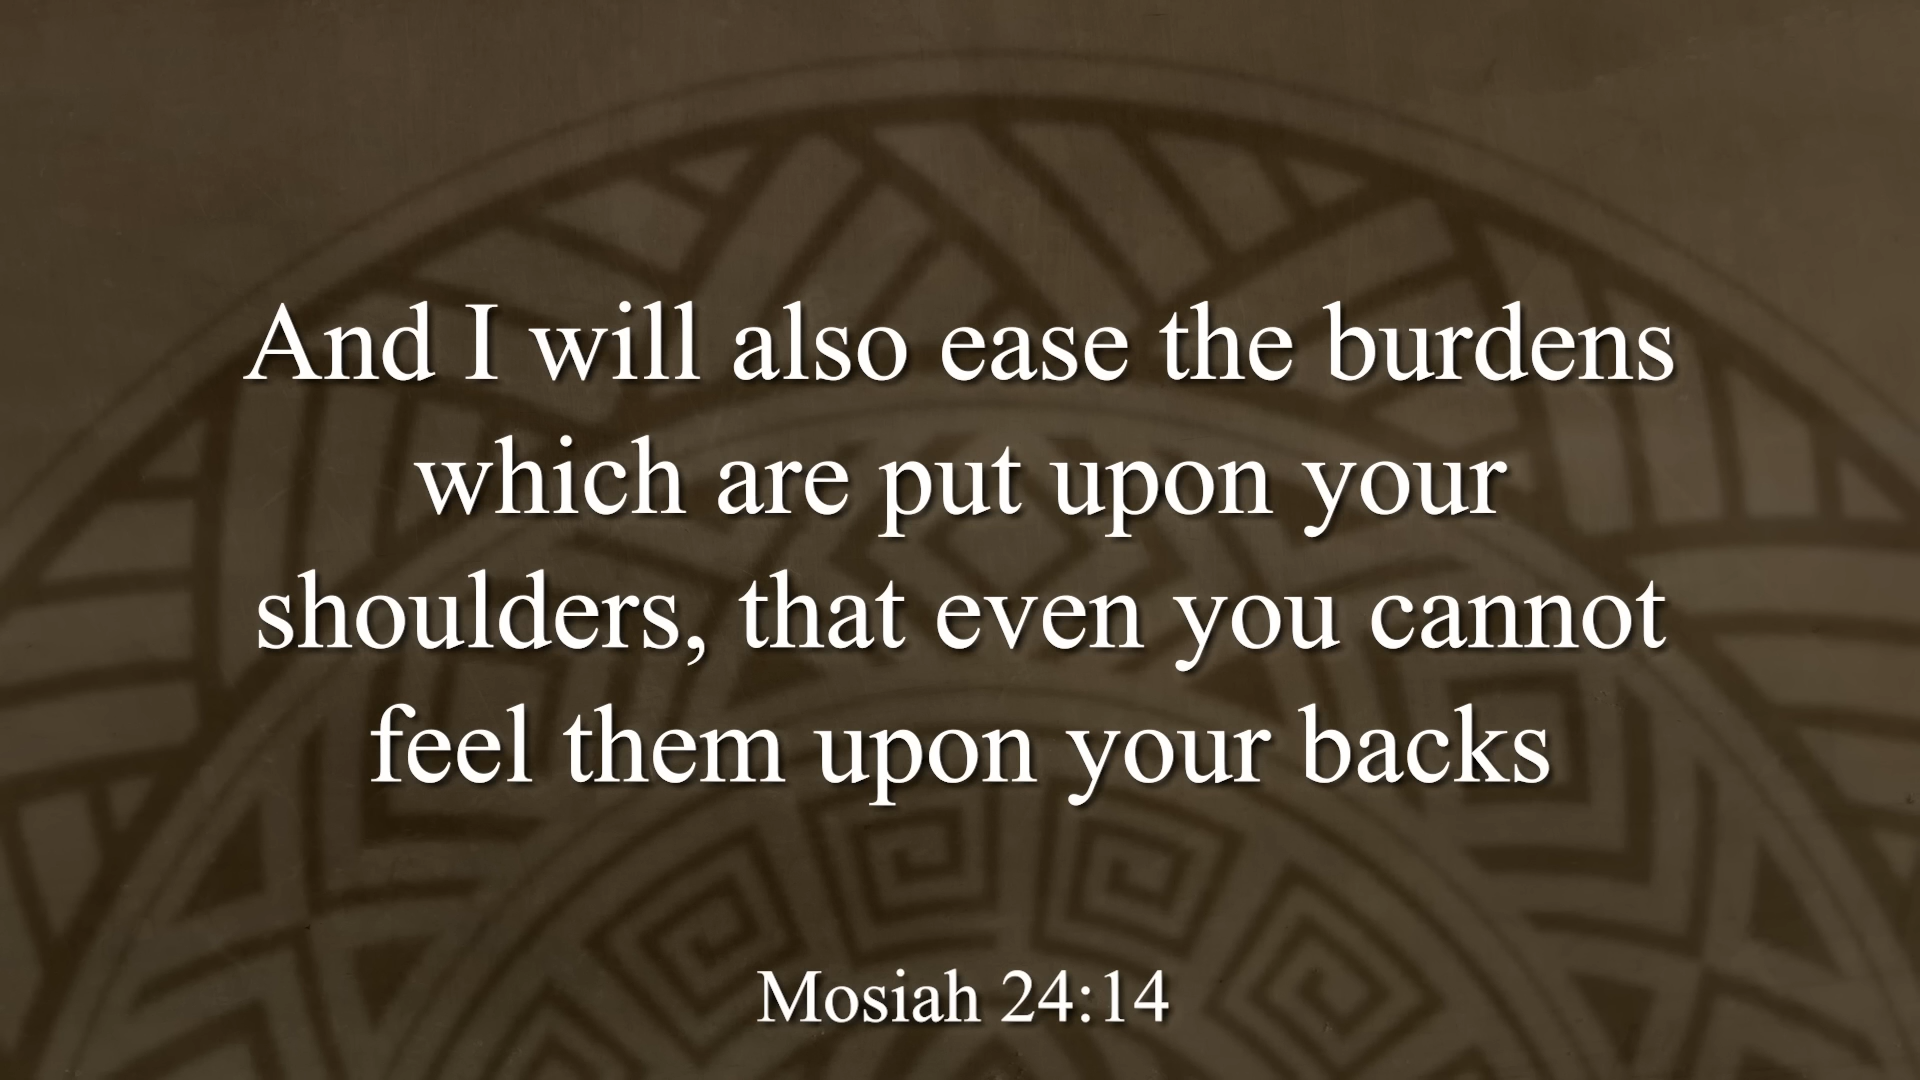 And I will also ease the burdens
which are put upon your
shoulders, that even you cannot
feel them upon your backs
Mosiah 24:14